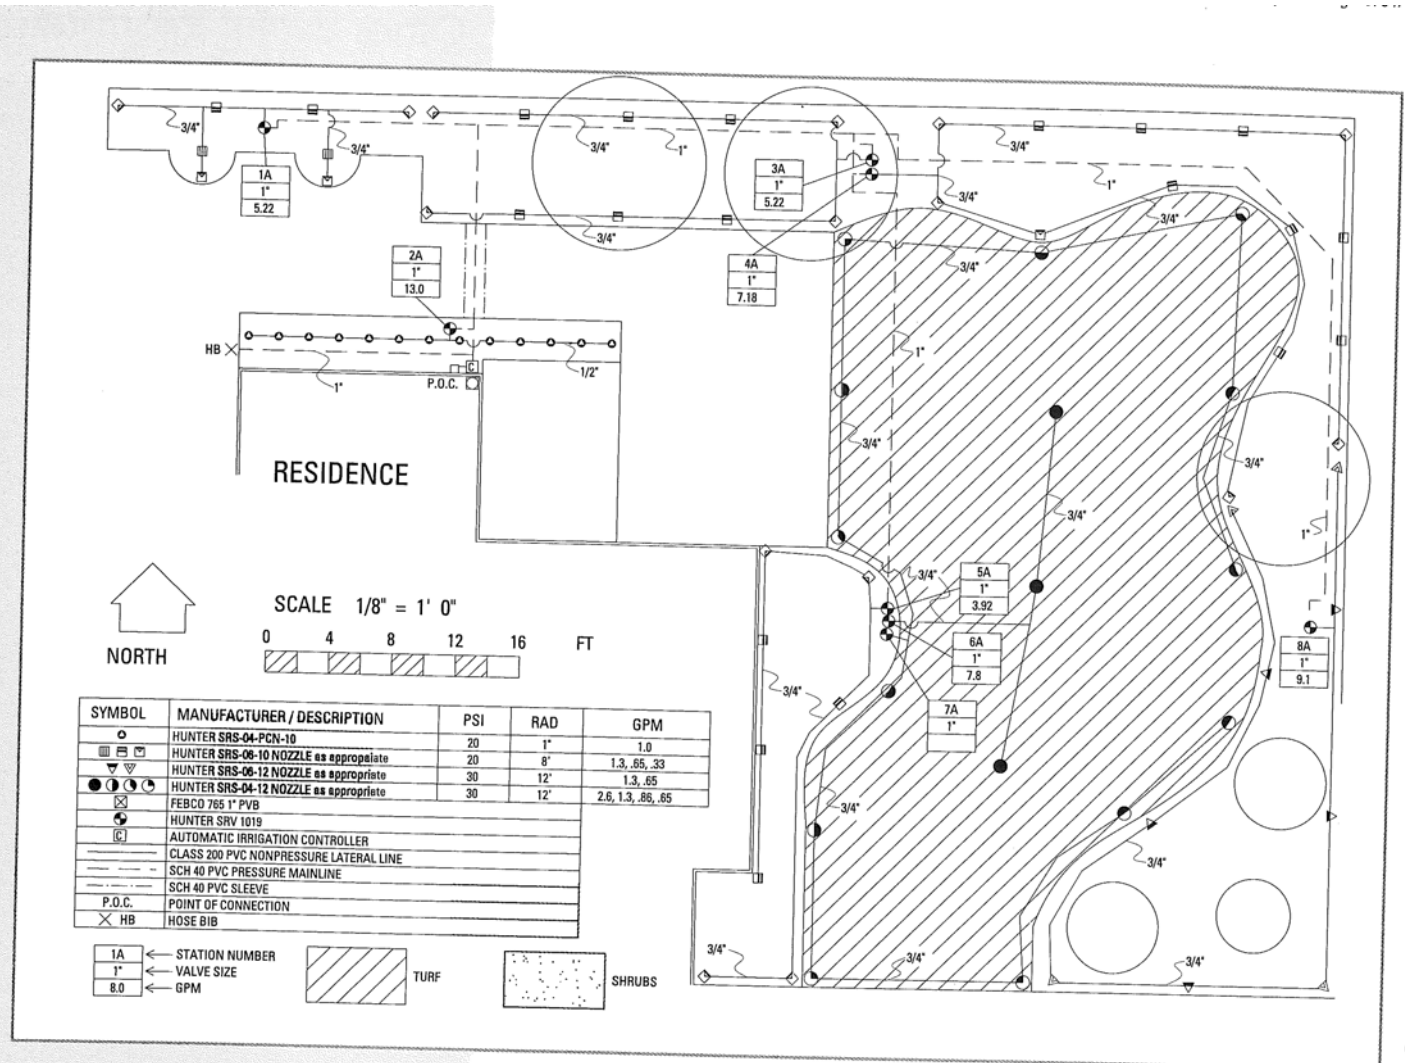 3/4"
3/4"
1A
1"
5.22
3/4"
1"
3/4"
3A
1"
5.22
4A
1"
7.18
3/4"
1"
3/4"
3/4"
3/4"
2A
1"
13.0
HB
1"
P.O.C.
C
1/2"
1"
3/4"
3/4"
3/4"
1"
RESIDENCE
3/4"
5A
1"
3.92
6A
1"
7.8
7A
1"
8A
1"
9.1
3/4"
3/4"
3/4"
3/4"
3/4"
3/4"
NORTH
SCALE 1/8" = 1' 0"
0 4 8 12 16 FT
SYMBOL MANUFACTURER / DESCRIPTION PSI RAD GPM
HUNTER SRS-04-PCN-10 20 1" 1.0
HUNTER SRS-06-10 NOZZLE as appropaiate 20 8' 1.3, .65, .33
HUNTER SRS-06-12 NOZZLE as appropriate 30 12' 1.3, .65
HUNTER SRS-04-12 NOZZLE as appropriate 30 12' 2.6, 1.3, .86, .65
FEBCO 765 1" PVB
HUNTER SRV 1019
C AUTOMATIC IRRIGATION CONTROLLER
CLASS 200 PVC NONPRESSURE LATERAL LINE
SCH 40 PVC PRESSURE MAINLINE
SCH 40 PVC SLEEVE
P.O.C. POINT OF CONNECTION
HB HOSE BIB
1A STATION NUMBER
1" VALVE SIZE
8.0 GPM
TURF
SHRUBS